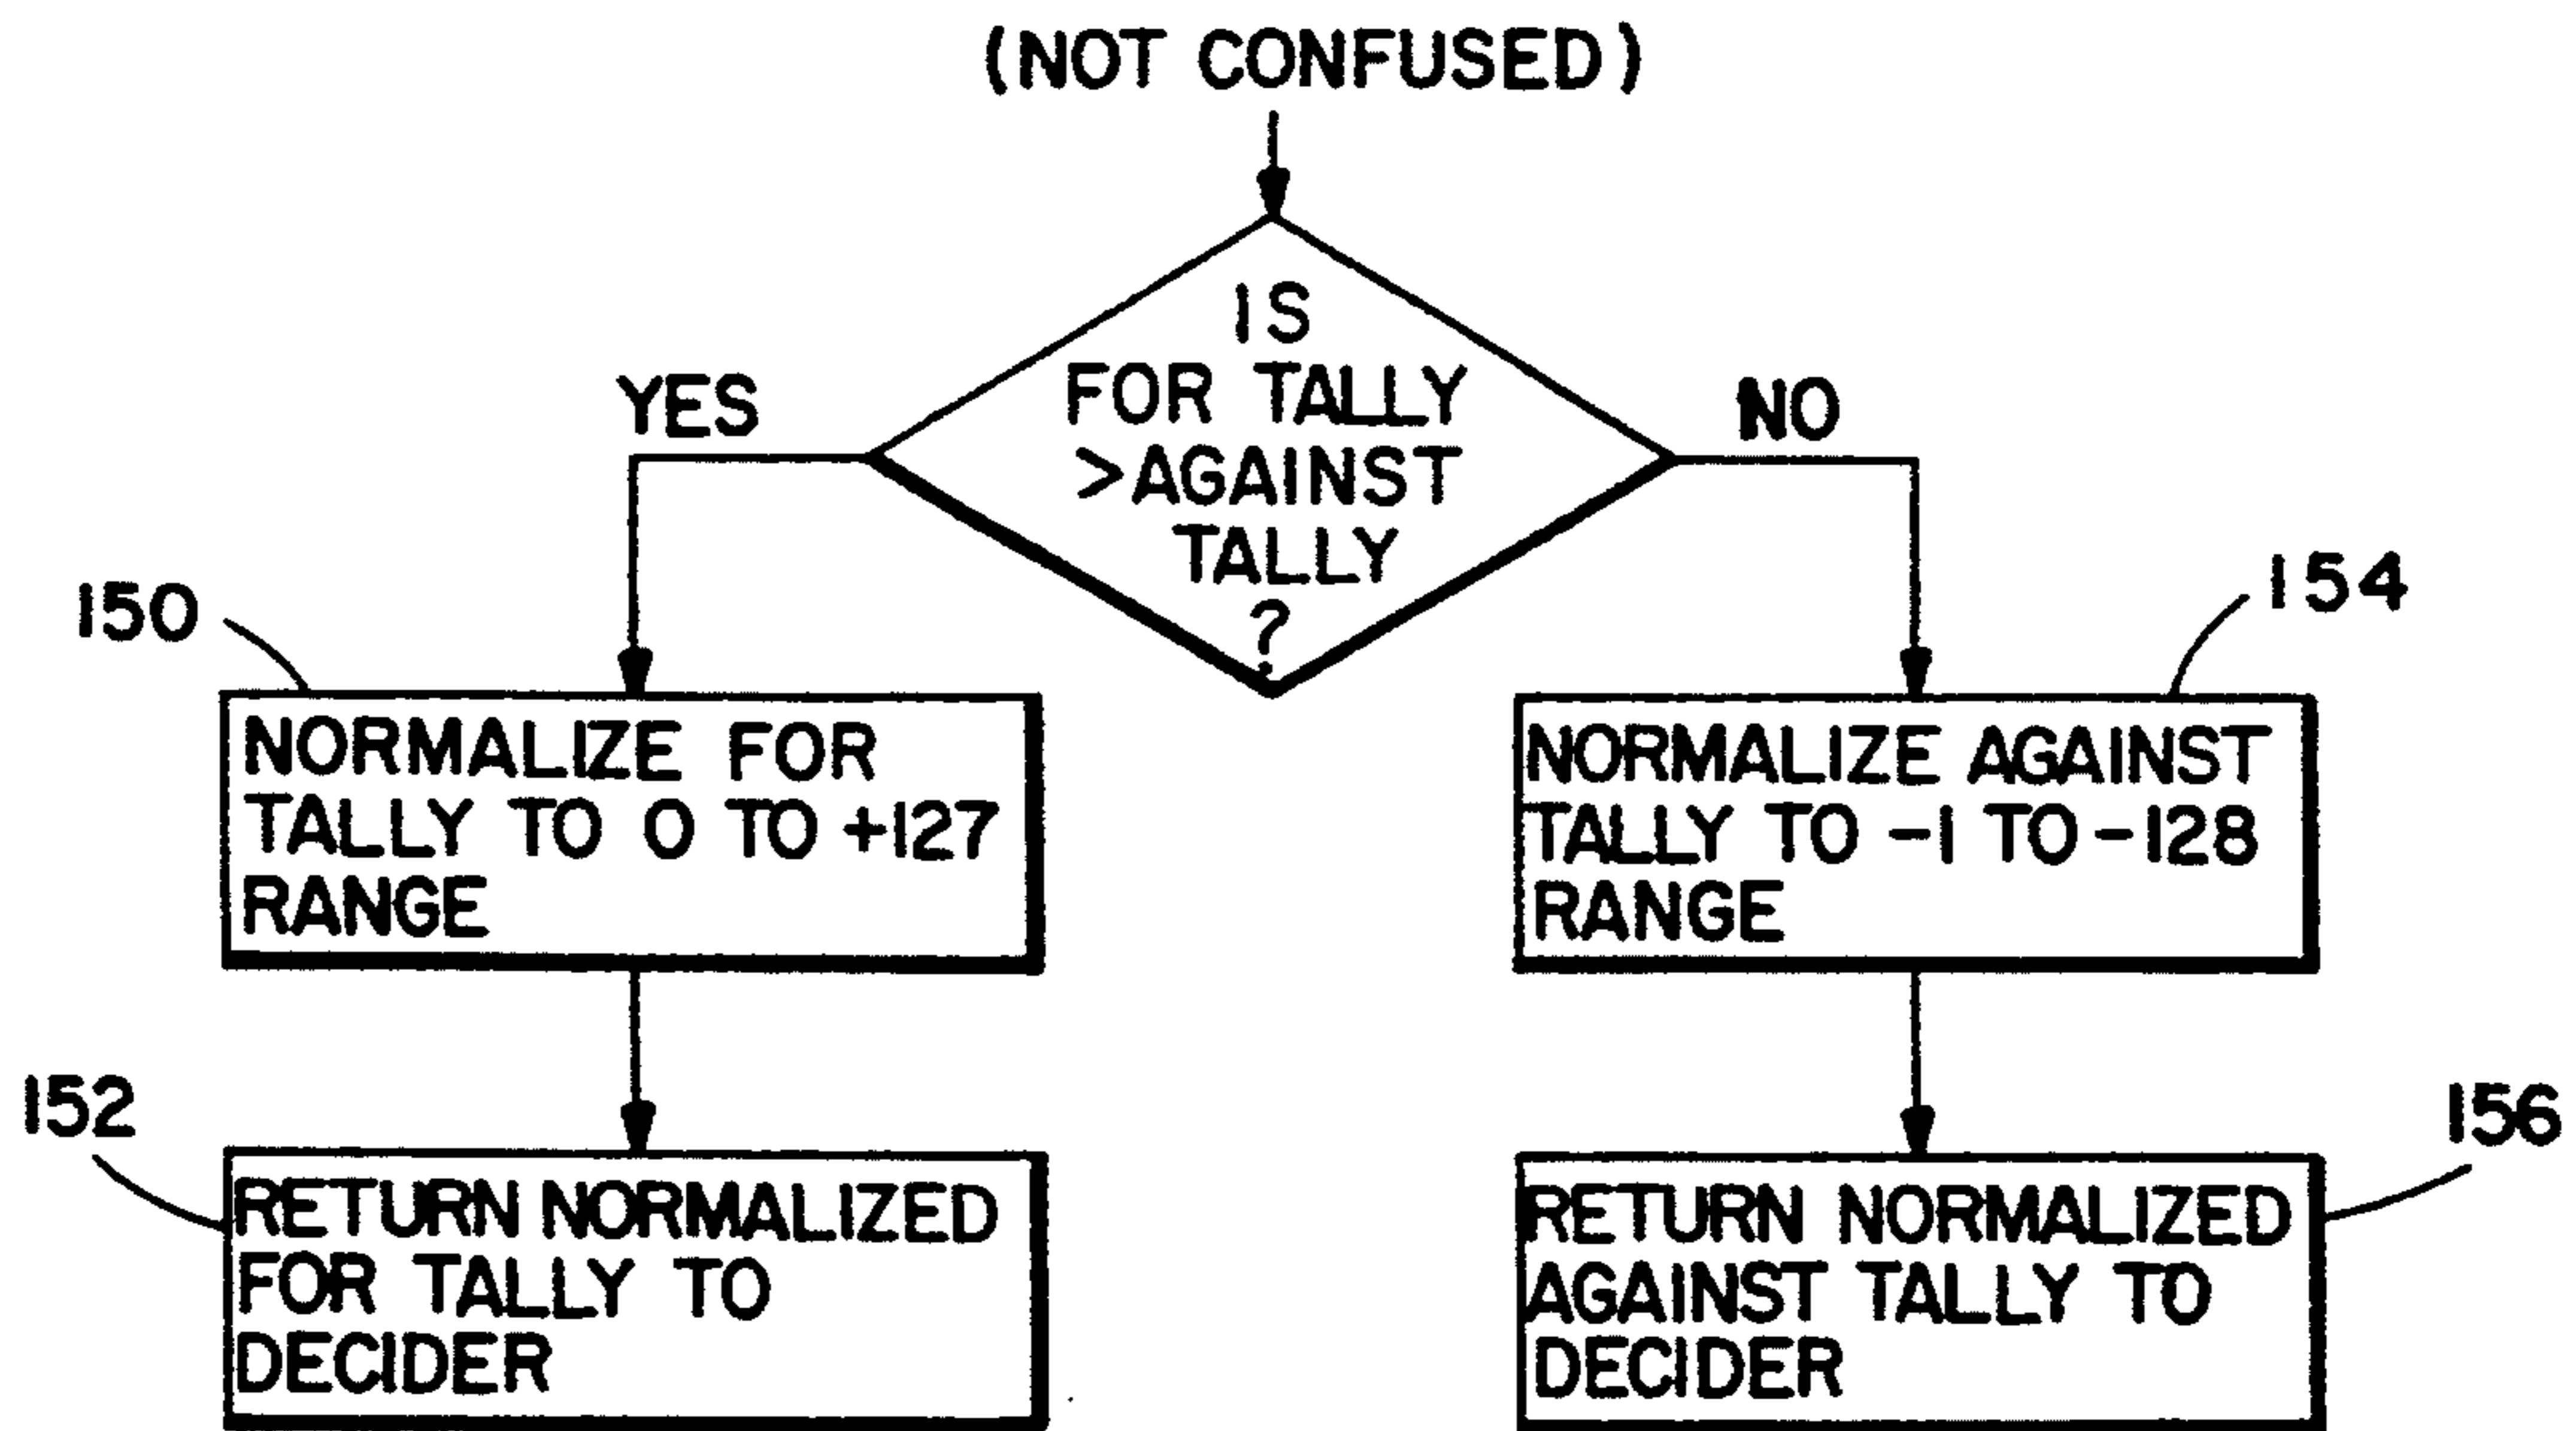 (NOT CONFUSED)
IS
FOR TALLY
>AGAINST
TALLY
?
YES
NO
150
NORMALIZE FOR
TALLY TO 0 TO +127
RANGE
154
NORMALIZE AGAINST
TALLY TO -1 TO -128
RANGE
152
RETURN NORMALIZED
FOR TALLY TO
DECIDER
156
RETURN NORMALIZED
AGAINST TALLY TO
DECIDER